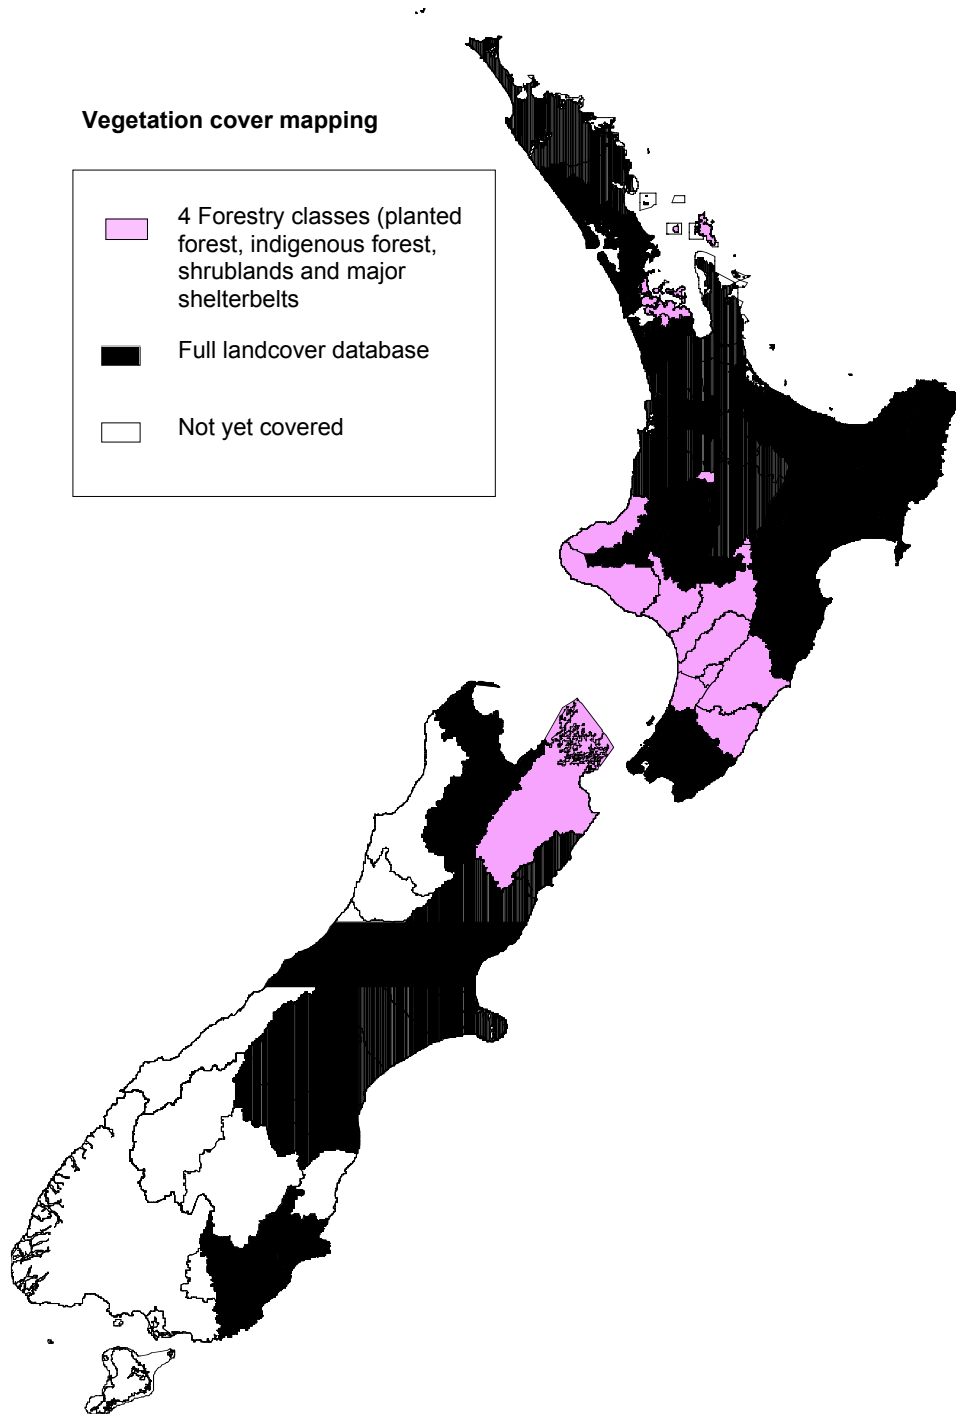 Vegetation cover mapping
4 Forestry classes (planted
forest, indigenous forest,
shrublands and major
shelterbelts
Full landcover database
Not yet covered